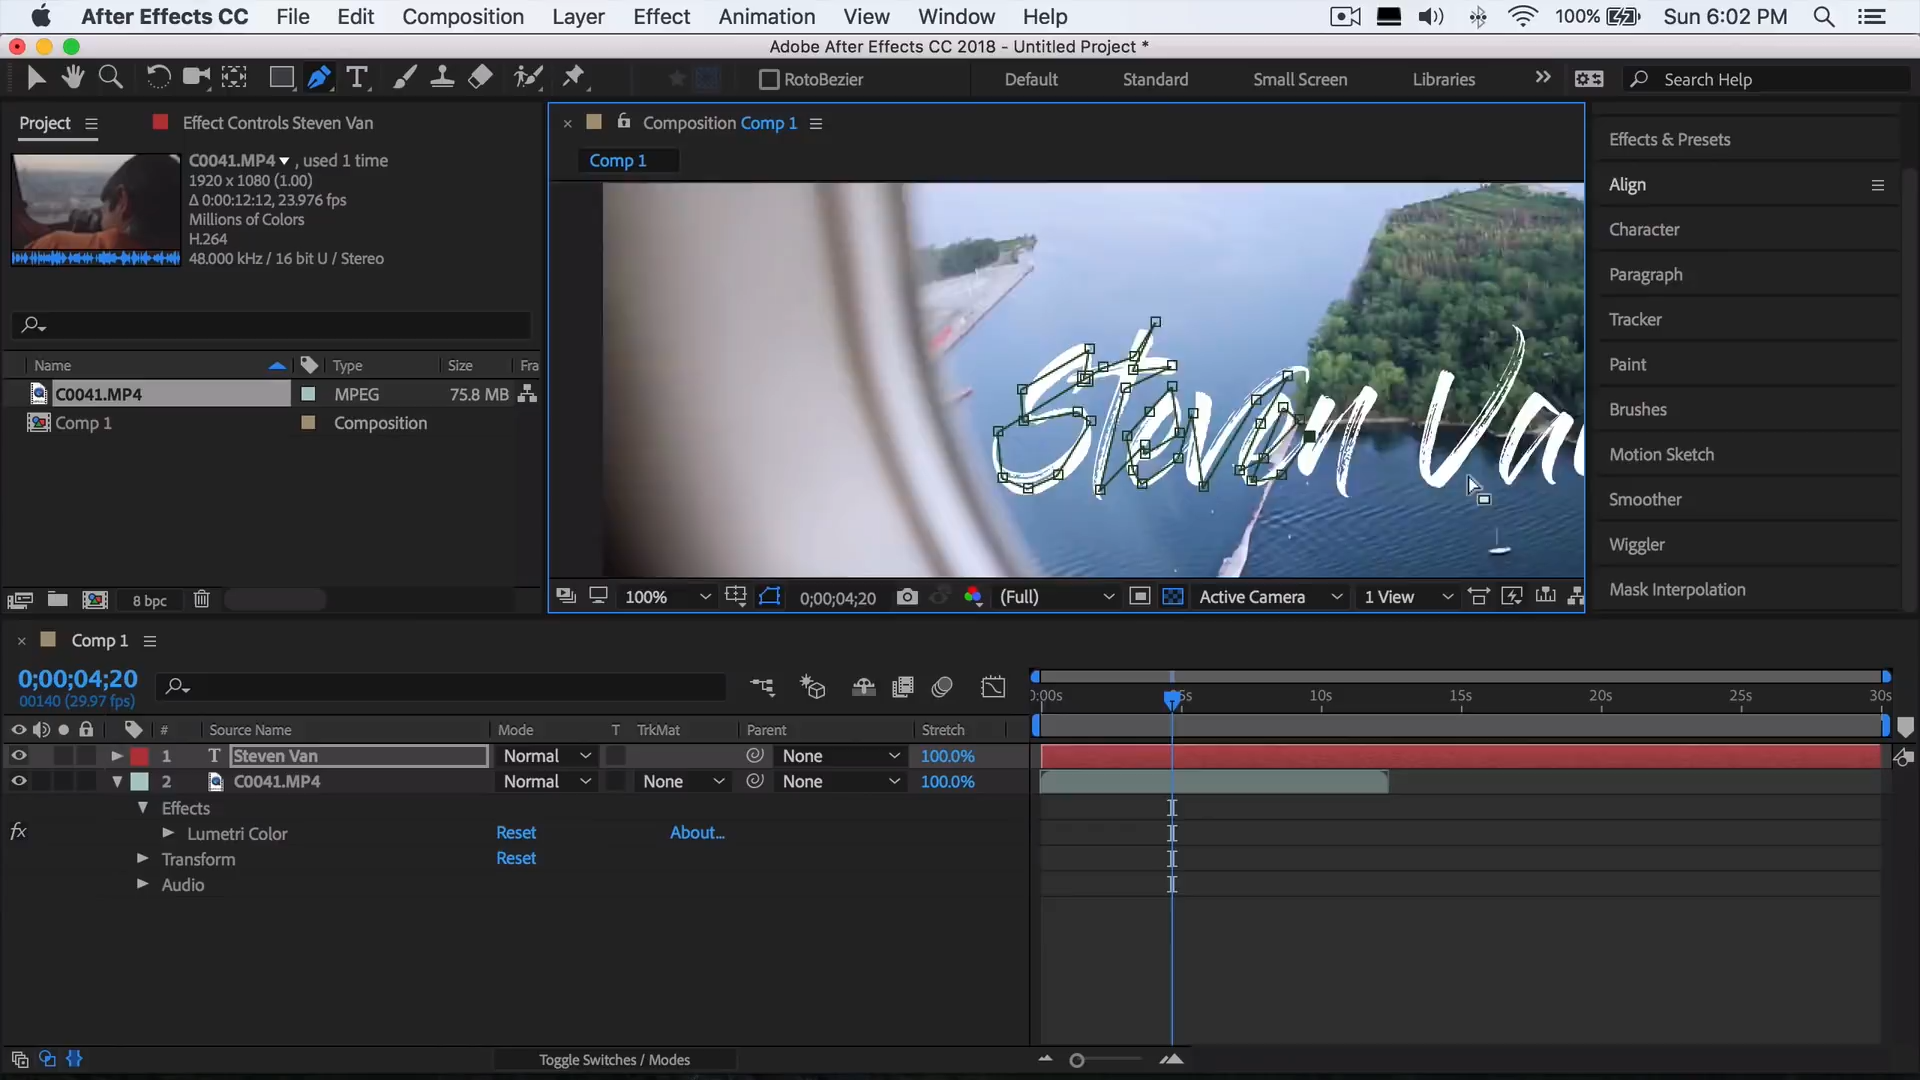 After Effects CC File Edit Composition Layer Effect Animation View Window Help 100% Sun 6:02 PM
Adobe After Effects CC 2018 - Untitled Project *
RotoBezier Default Standard Small Screen Libraries Search Help
Project Effect Controls Steven Van
C0041.MP4 , used 1 time
1920 x 1080 (1.00)
Δ 0:00:12:12, 23.976 fps
Millions of Colors
H.264
48.000 kHz / 16 bit U / Stereo
Name Type Size Fra
C0041.MP4 MPEG 75.8 MB
Comp 1 Composition
8 bpc
Composition Comp 1
Comp 1
Steven Va
100% 0;00;04;20 (Full) Active Camera 1 View
Effects & Presets
Align
Character
Paragraph
Tracker
Paint
Brushes
Motion Sketch
Smoother
Wiggler
Mask Interpolation
Comp 1
0;00;04;20
00140 (29.97 fps)
# Source Name Mode T TrkMat Parent Stretch
1 T Steven Van Normal None 100.0%
2 C0041.MP4 Normal None None 100.0%
Effects
fx Lumetri Color Reset About...
Transform Reset
Audio
):00s 5s 10s 15s 20s 25s 30s
Toggle Switches / Modes